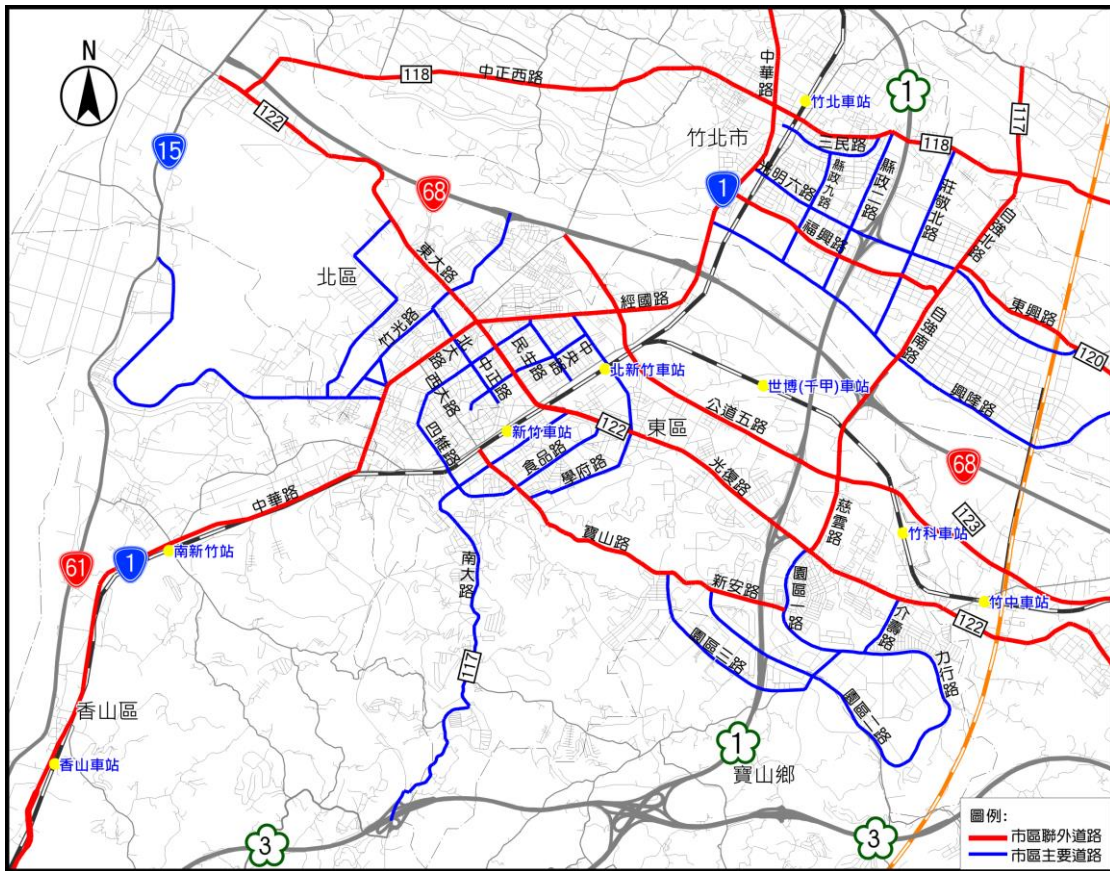 N
118
中正西路
中華路
1
122
竹北車站
117
15
竹北市
三民路
118
68
1
光明六路
縣政九路
縣政二路
莊敬北路
自強北路
福興路
東大路
北區
經國路
東興路
竹光路
自強南路
120
北大路
民生路
中央路
西大路
中正路
北新竹車站
世博(千甲)車站
興隆路
公道五路
四維路
新竹車站
122
東區
食品路
光復路
68
學府路
中華路
慈雲路
123
寶山路
竹科車站
南新竹站
61
1
南大路
新安路
園區一路
竹中車站
介壽路
122
園區三路
力行路
117
園區二路
香山區
1
香山車站
寶山鄉
圖例:
市區聯外道路
市區主要道路
3
3